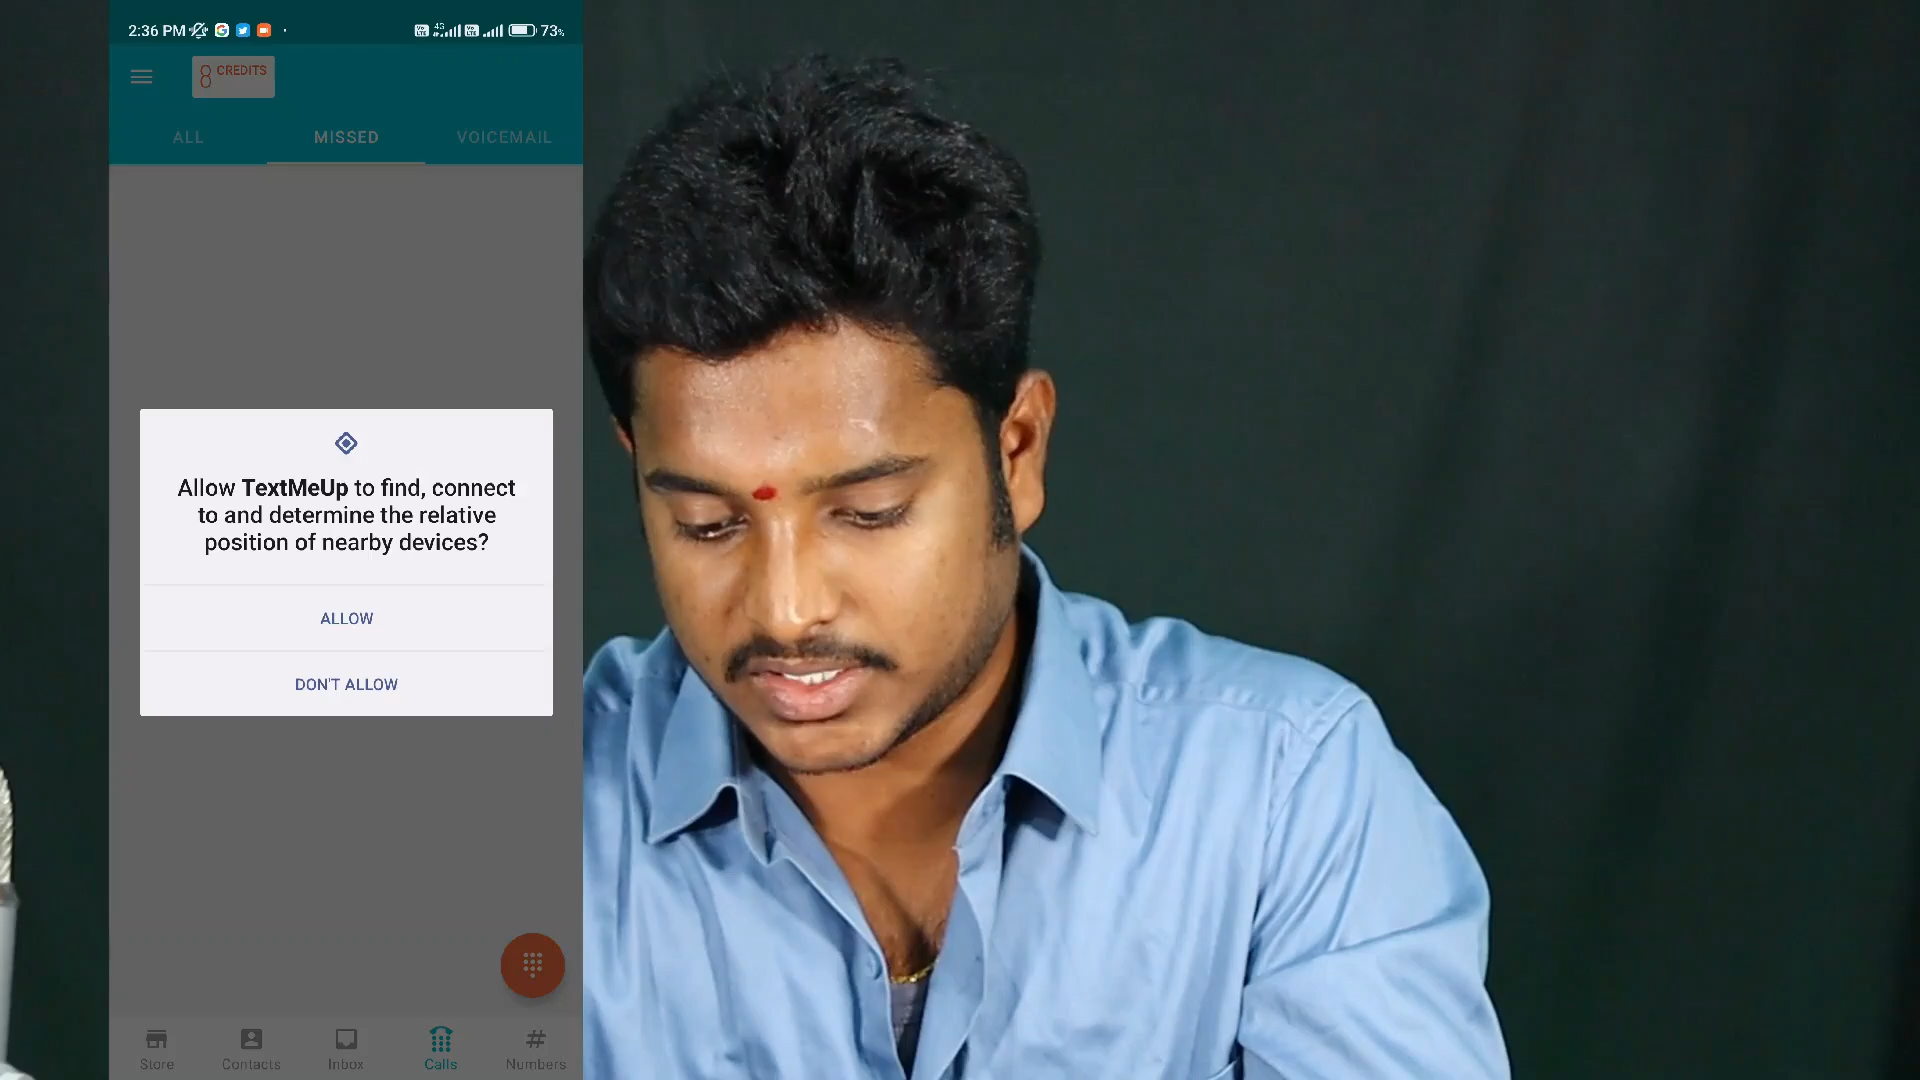 2:36 PM
73%
8 CREDITS
ALL
MISSED
VOICEMAIL
Allow TextMeUp to find, connect
to and determine the relative
position of nearby devices?
ALLOW
DON'T ALLOW
Store
Contacts
Inbox
Calls
Numbers